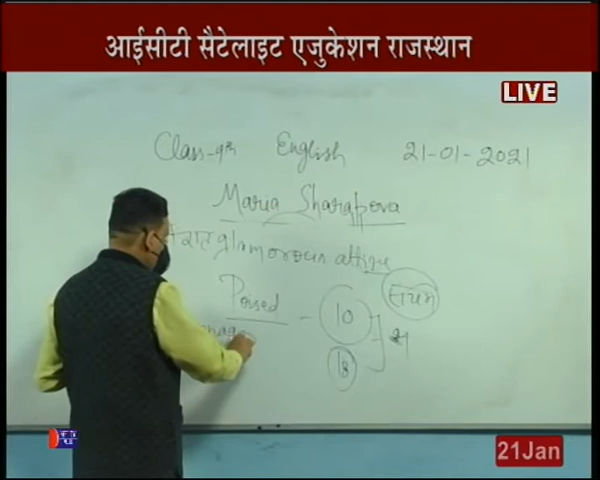 आईसीटी सैटेलाइट एजुकेशन राजस्थान
LIVE
Class-9th English 21-01-2021
Maria Sharapova
glamorous attire
Possed - 10
18
21Jan